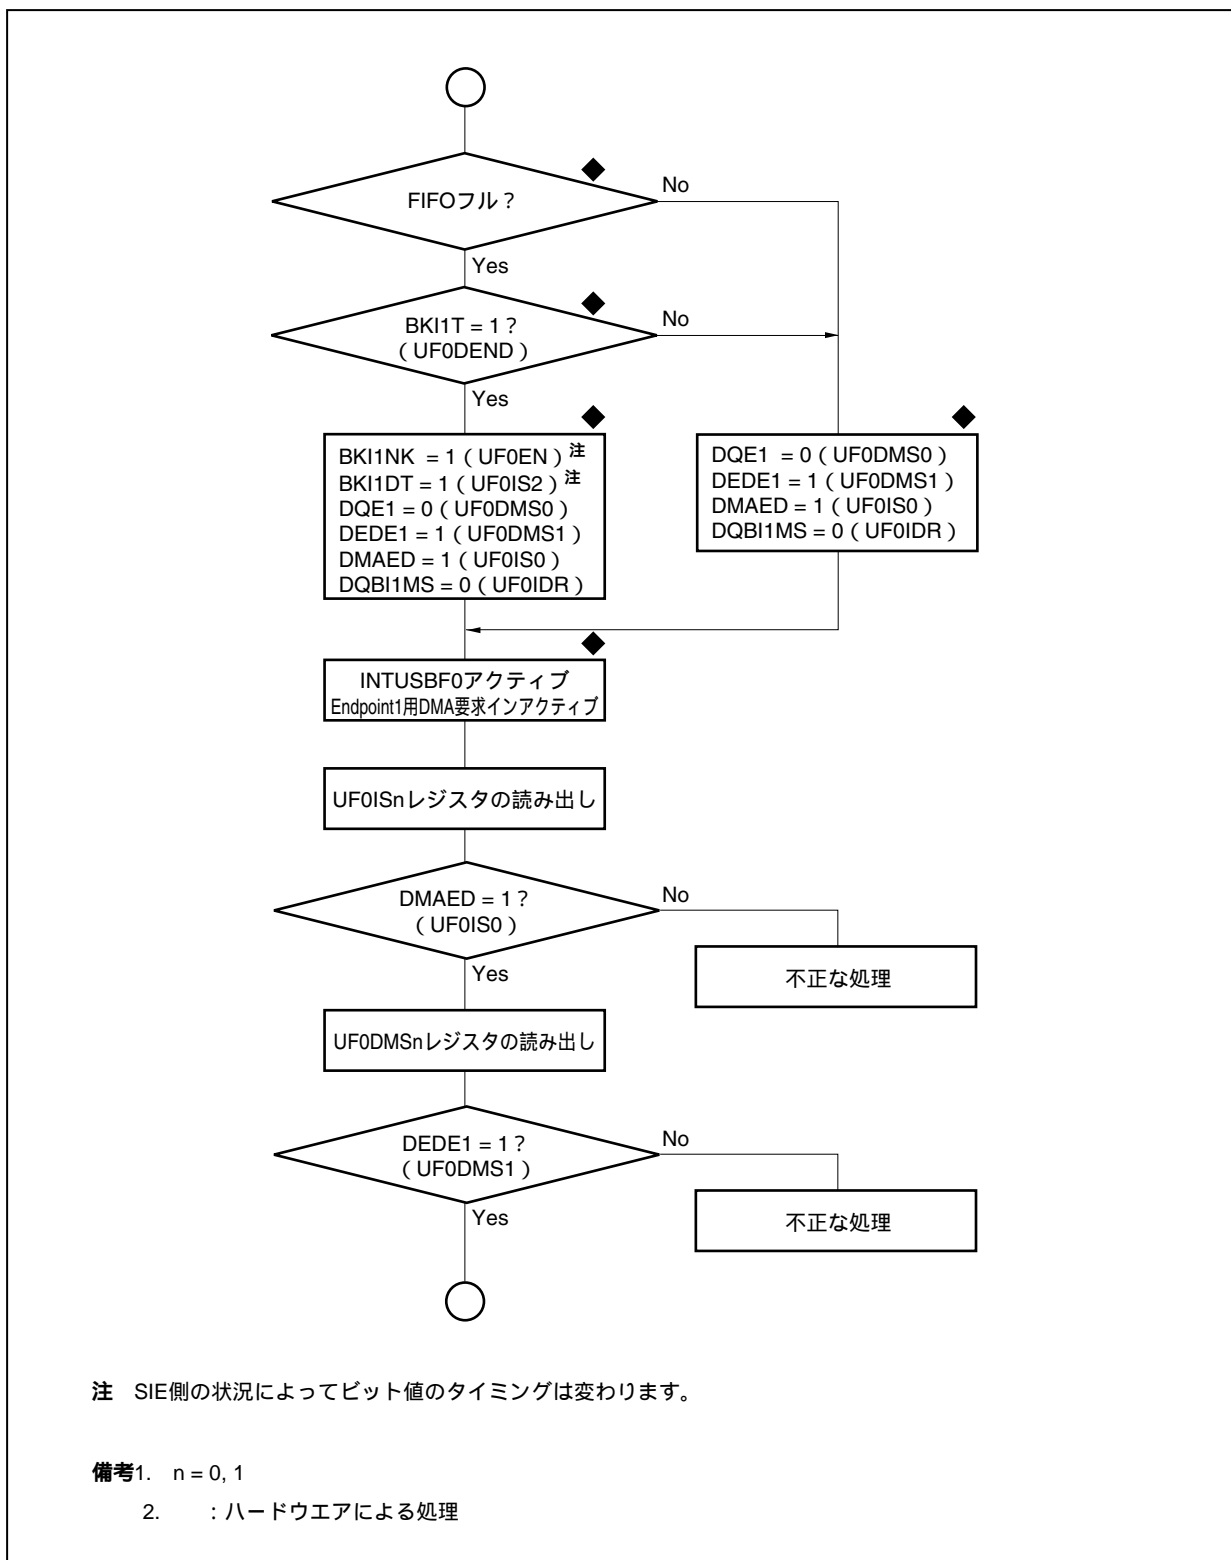 FIFOフル？
No
Yes
BKI1T = 1？
（UF0DEND）
No
Yes
BKI1NK = 1（UF0EN）注
BKI1DT = 1（UF0IS2）注
DQE1 = 0（UF0DMS0）
DEDE1 = 1（UF0DMS1）
DMAED = 1（UF0IS0）
DQBI1MS = 0（UF0IDR）
DQE1 = 0（UF0DMS0）
DEDE1 = 1（UF0DMS1）
DMAED = 1（UF0IS0）
DQBI1MS = 0（UF0IDR）
INTUSBF0アクティブ
Endpoint1用DMA要求インアクティブ
UF0ISnレジスタの読み出し
DMAED = 1？
（UF0IS0）
No
Yes
不正な処理
UF0DMSnレジスタの読み出し
DEDE1 = 1？
（UF0DMS1）
No
Yes
不正な処理
注 SIE側の状況によってビット値のタイミングは変わります。
備考1. n = 0, 1
2. ：ハードウエアによる処理